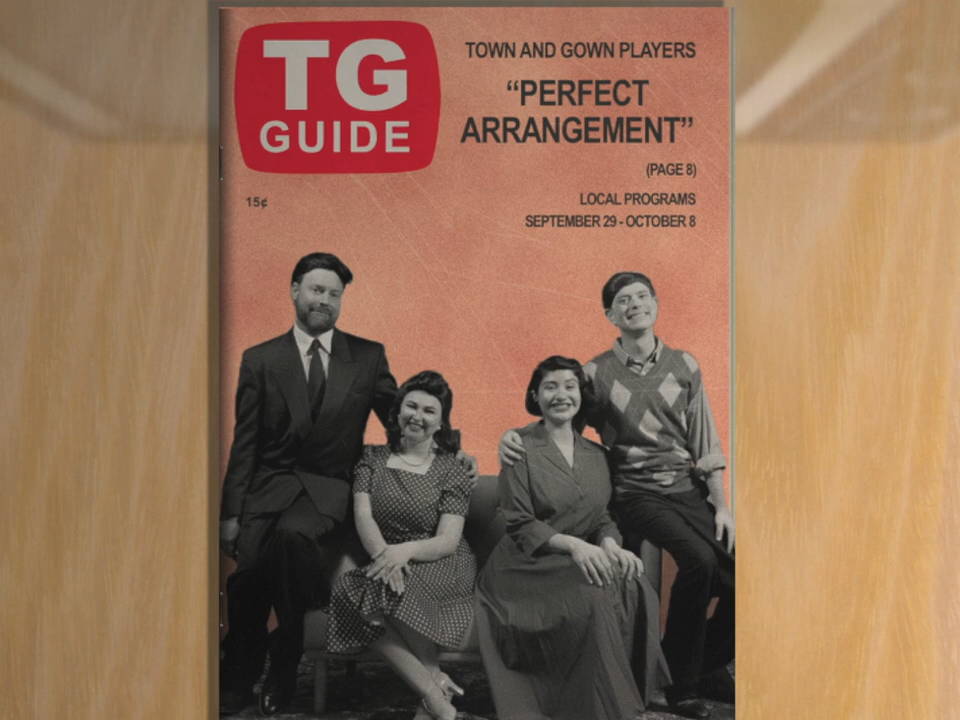 TG
GUIDE
TOWN AND GOWN PLAYERS
“PERFECT
ARRANGEMENT”
(PAGE 8)
LOCAL PROGRAMS
SEPTEMBER 29 - OCTOBER 8
15¢